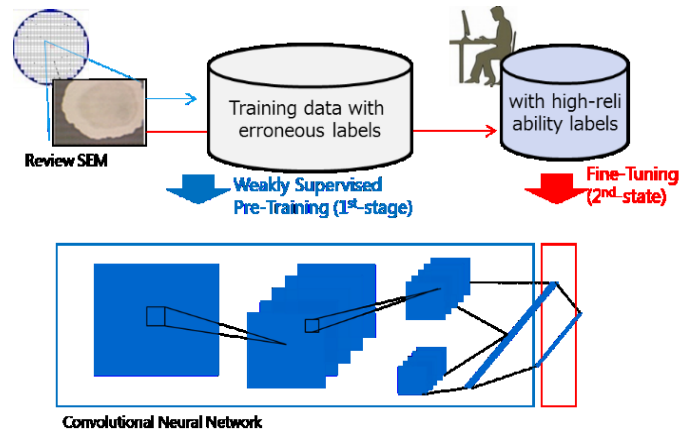 Training data with
erroneous labels
with high-reli
ability labels
Review SEM
Weakly Supervised
Pre-Training (1st-stage)
Fine-Tuning
(2nd-state)
Convolutional Neural Network